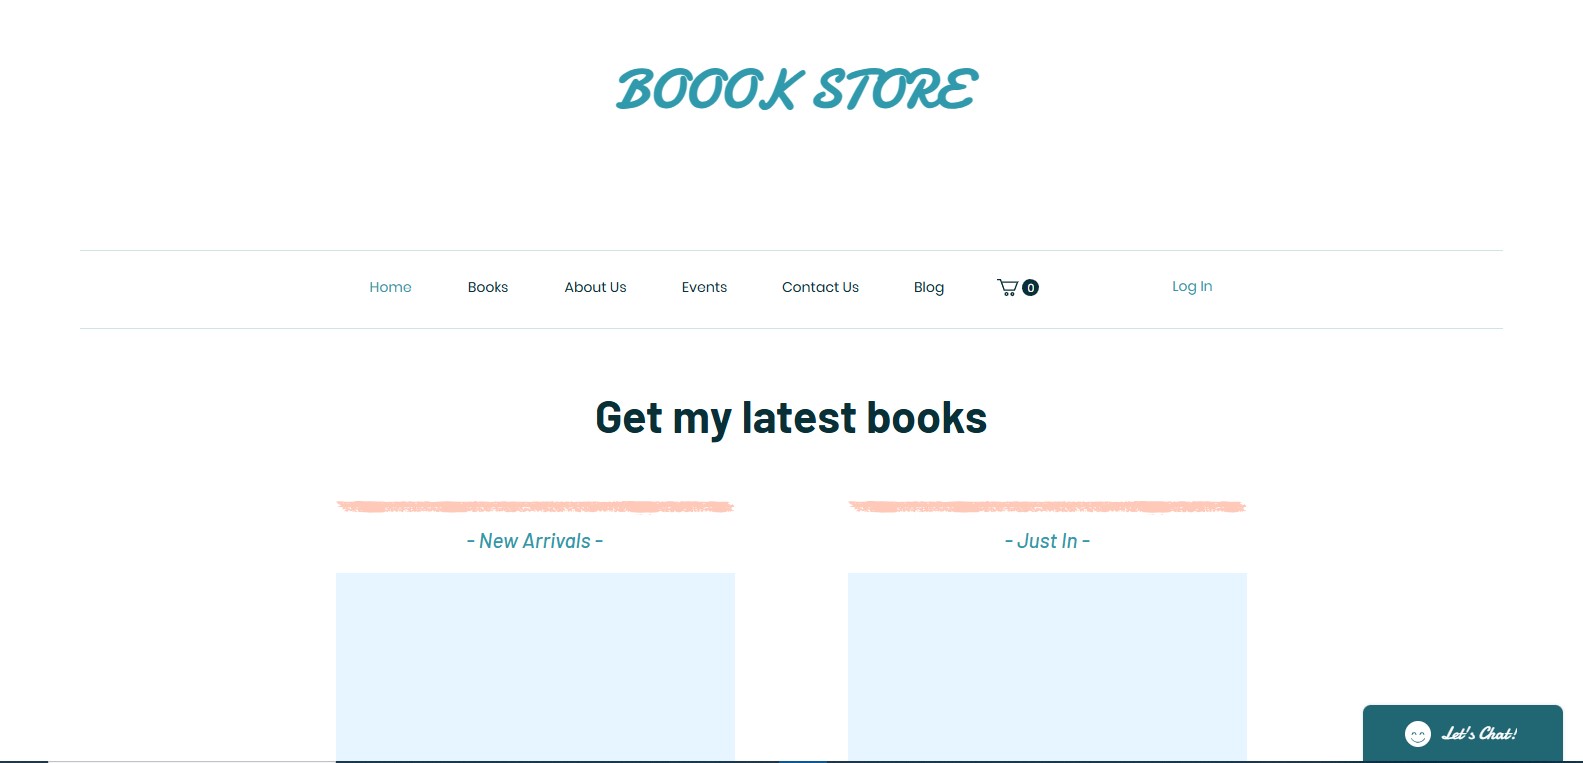 BOOOK STORE
Home Books About Us Events Contact Us Blog 0 Log In
Get my latest books
- New Arrivals - - Just In -
Let's Chat!